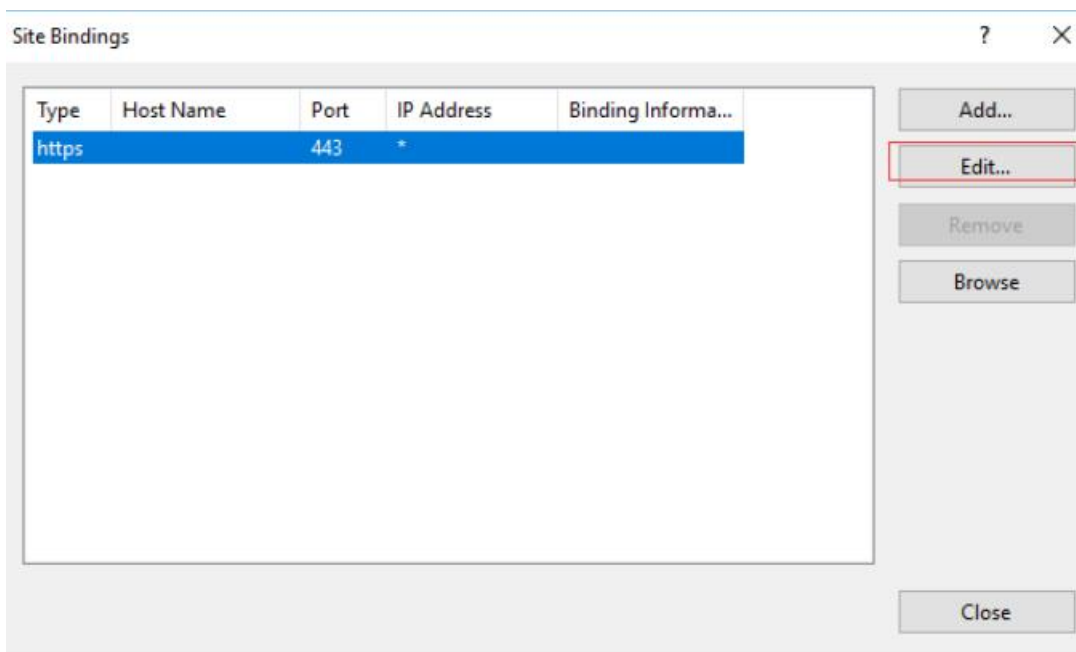 Site Bindings ? ×
Type Host Name Port IP Address Binding Informa...
https 443 *
Add...
Edit...
Remove
Browse
Close